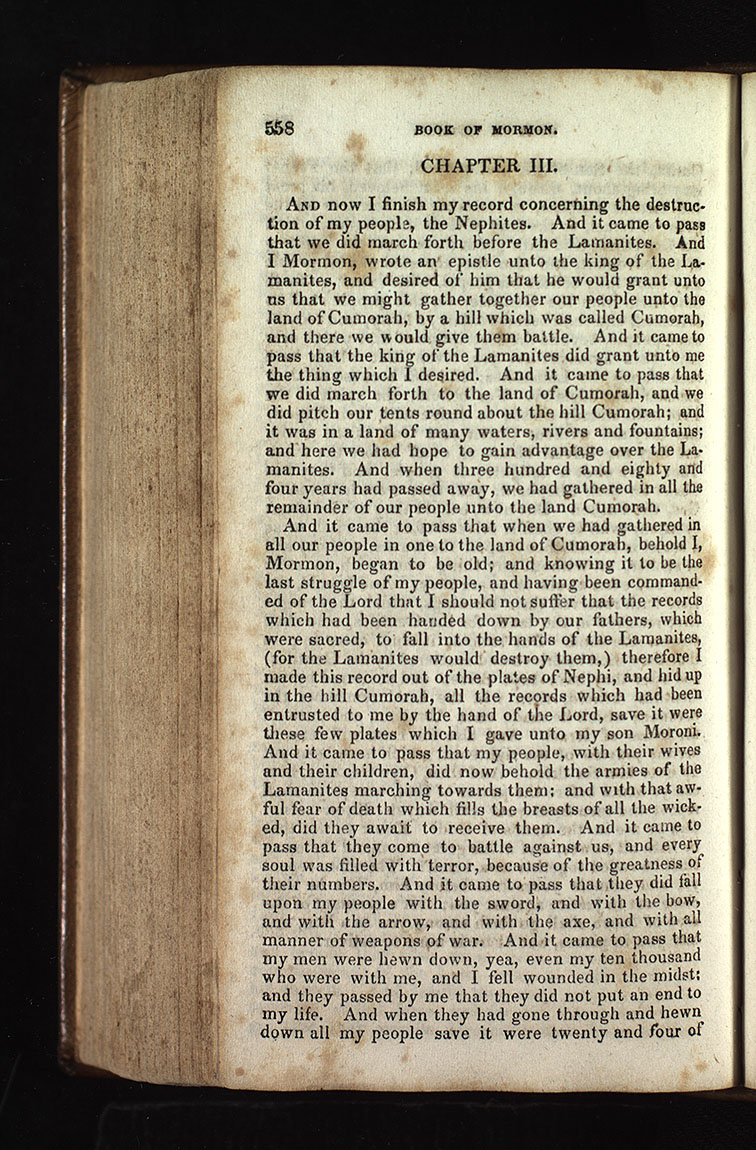 558
BOOK OF MORMON.
CHAPTER III.
AND now I finish my record concerning the destruc-
tion of my people, the Nephites. And it came to pass
that we did march forth before the Lamanites. And
I Mormon, wrote an epistle unto the king of the La-
manites, and desired of him that he would grant unto
us that we might gather together our people unto the
land of Cumorah, by a hill which was called Cumorah,
and there we would give them battle. And it came to
pass that the king of the Lamanites did grant unto me
the thing which I desired. And it came to pass that
we did march forth to the land of Cumorah, and we
did pitch our tents round about the hill Cumorah; and
it was in a land of many waters, rivers and fountains;
and here we had hope to gain advantage over the La-
manites. And when three hundred and eighty and
four years had passed away, we had gathered in all the
remainder of our people unto the land Cumorah.
And it came to pass that when we had gathered in
all our people in one to the land of Cumorah, behold I,
Mormon, began to be old; and knowing it to be the
last struggle of my people, and having been command-
ed of the Lord that I should not suffer that the records
which had been handed down by our fathers, which
were sacred, to fall into the hands of the Lamanites,
(for the Lamanites would destroy them,) therefore I
made this record out of the plates of Nephi, and hid up
in the hill Cumorah, all the records which had been
entrusted to me by the hand of the Lord, save it were
these few plates which I gave unto my son Moroni.
And it came to pass that my people, with their wives
and their children, did now behold the armies of the
Lamanites marching towards them; and with that aw-
ful fear of death which fills the breasts of all the wick-
ed, did they await to receive them. And it came to
pass that they come to battle against us, and every
soul was filled with terror, because of the greatness of
their numbers. And it came to pass that they did fall
upon my people with the sword, and with the bow,
and with the arrow, and with the axe, and with all
manner of weapons of war. And it came to pass that
my men were hewn down, yea, even my ten thousand
who were with me, and I fell wounded in the midst;
and they passed by me that they did not put an end to
my life. And when they had gone through and hewn
down all my people save it were twenty and four of